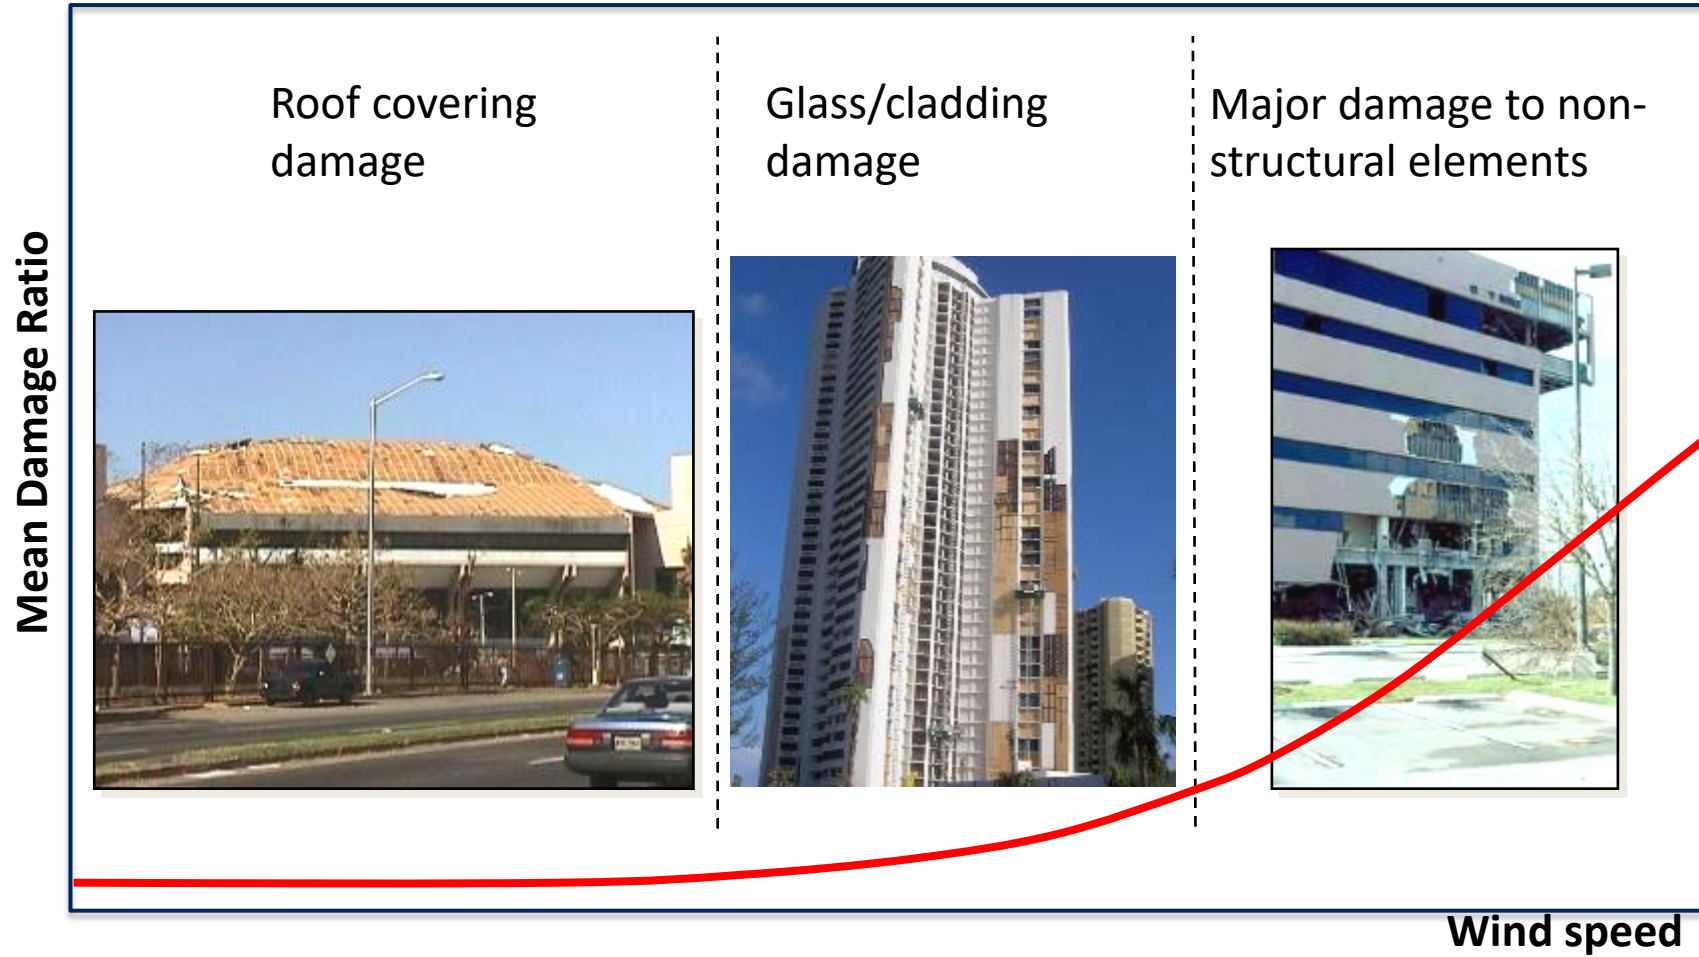 Roof covering
damage
Glass/cladding
damage
Major damage to non-
structural elements
Mean Damage Ratio
Wind speed